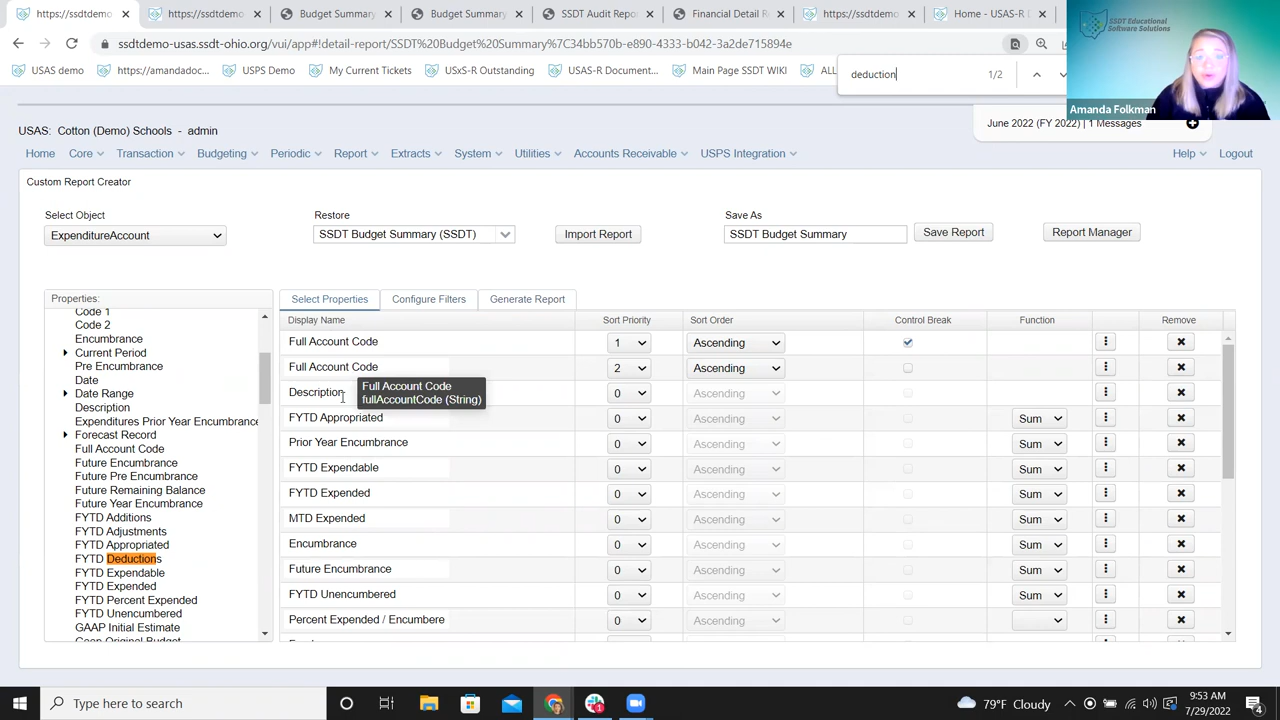 https://ssdtdemo
https://ssdtdemo
Budget Summary
Budget Summary
SSDT Audit Repo
Financial Detail R
https://ssdtdemo
Home - USAS-R D
ssdtdemo-usas.ssdt-ohio.org/vui/app#!detail-report/SSDT%20Budget%20Summary%7C34bb570b-e890-4333-b042-3a2de715894e
USAS demo
https://amandadoc...
USPS Demo
My Current Tickets
USxS-R Outstanding
USAS-R Documen...
Main Page SSDT WIKI
ALL
deduction
1/2
SSDT Educational
Software Solutions
Amanda Folkman
USAS: Cotton (Demo) Schools - admin
June 2022 (FY 2022) | 1 Messages
Home Core Transaction Budgeting Periodic Report Extracts System Utilities Accounts Receivable USPS Integration Help Logout
Custom Report Creator
Select Object
Restore
Save As
ExpenditureAccount
SSDT Budget Summary (SSDT)
Import Report
SSDT Budget Summary
Save Report
Report Manager
Properties:
Code 1
Code 2
Encumbrance
Current Period
Pre Encumbrance
Date
Date Range
Description
Expenditures Prior Year Encumbrance
Forecast Record
Full Account Code
Future Encumbrance
Future Pre Encumbrance
Future Remaining Balance
Future Year Encumbrance
FYTD Additions
FYTD Adjustments
FYTD Appropriated
FYTD Deductions
FYTD Expendable
FYTD Expended
FYTD Percent Expended
FYTD Unencumbered
GAAP Initial Estimate
Gaap Original Budget
Select Properties
Configure Filters
Generate Report
Display Name Sort Priority Sort Order Control Break Function Remove
Full Account Code 1 Ascending
Full Account Code 2 Ascending
Full Account Code
fullAccountCode (String)
Description 0 Ascending
FYTD Appropriated 0 Ascending Sum
Prior Year Encumbrance 0 Ascending Sum
FYTD Expendable 0 Ascending Sum
FYTD Expended 0 Ascending Sum
MTD Expended 0 Ascending Sum
Encumbrance 0 Ascending Sum
Future Encumbrance 0 Ascending Sum
FYTD Unencumbered 0 Ascending Sum
Percent Expended / Encumbere 0 Ascending
Type here to search
79°F Cloudy
9:53 AM
7/29/2022
4